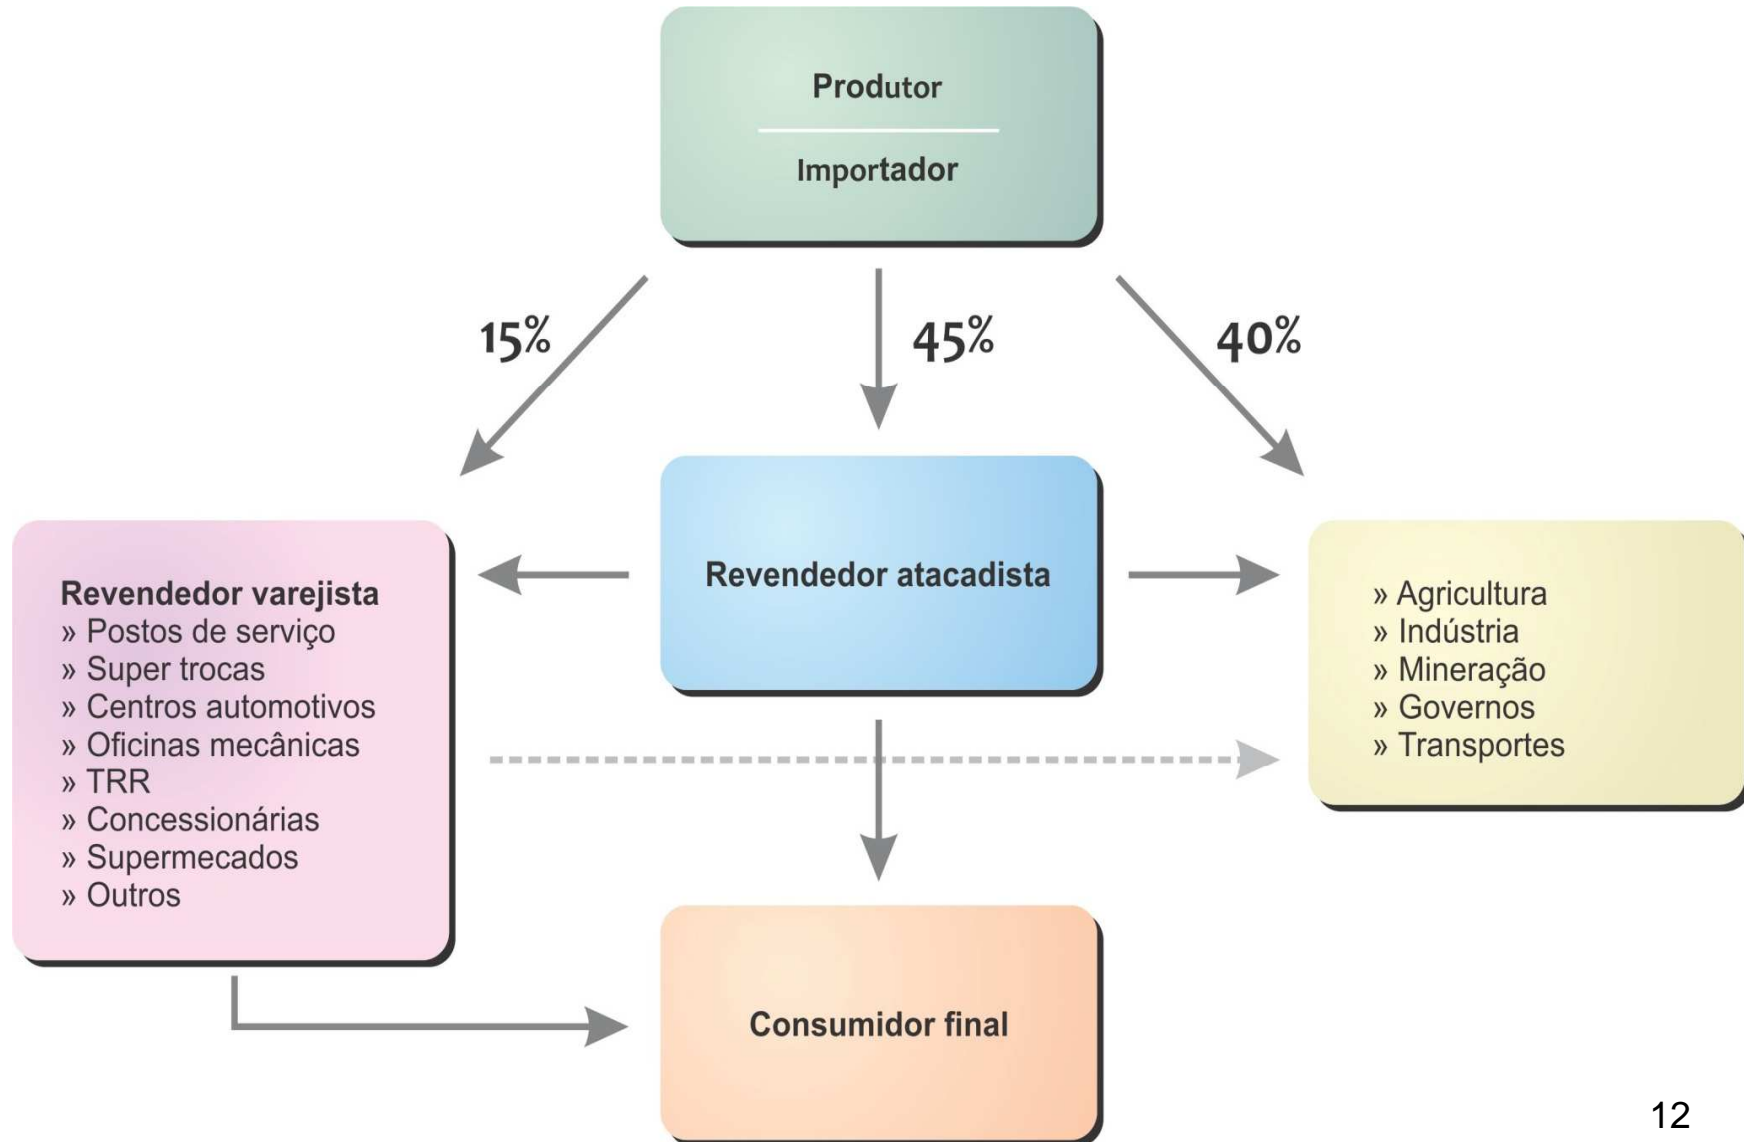 Produtor
Importador
15%
45%
40%
Revendedor varejista
» Postos de serviço
» Super trocas
» Centros automotivos
» Oficinas mecânicas
» TRR
» Concessionárias
» Supermecados
» Outros
Revendedor atacadista
» Agricultura
» Indústria
» Mineração
» Governos
» Transportes
Consumidor final
12